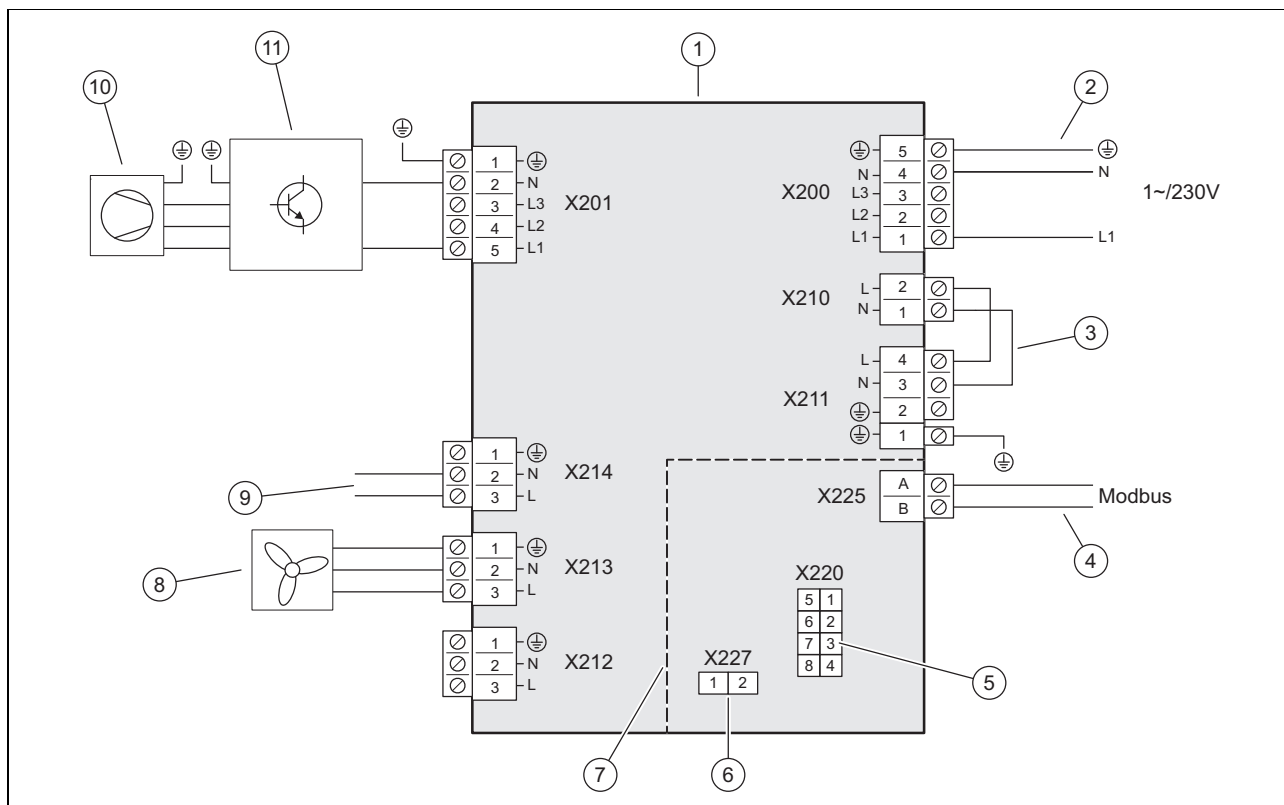 11
1
10
2
1
2 N
3 L3
4 L2
5 L1
X201
5
N 4
L3 3
L2 2
L1 1
X200
N
L1
1~/230V
X210
L 2
N 1
3
X211
L 4
N 3
2
1
X214
1
2 N
3 L
9
X225
A
B
Modbus
4
X213
1
2 N
3 L
8
X220
5 1
6 2
7 3
8 4
5
X212
1
2 N
3 L
X227
1 2
7
6